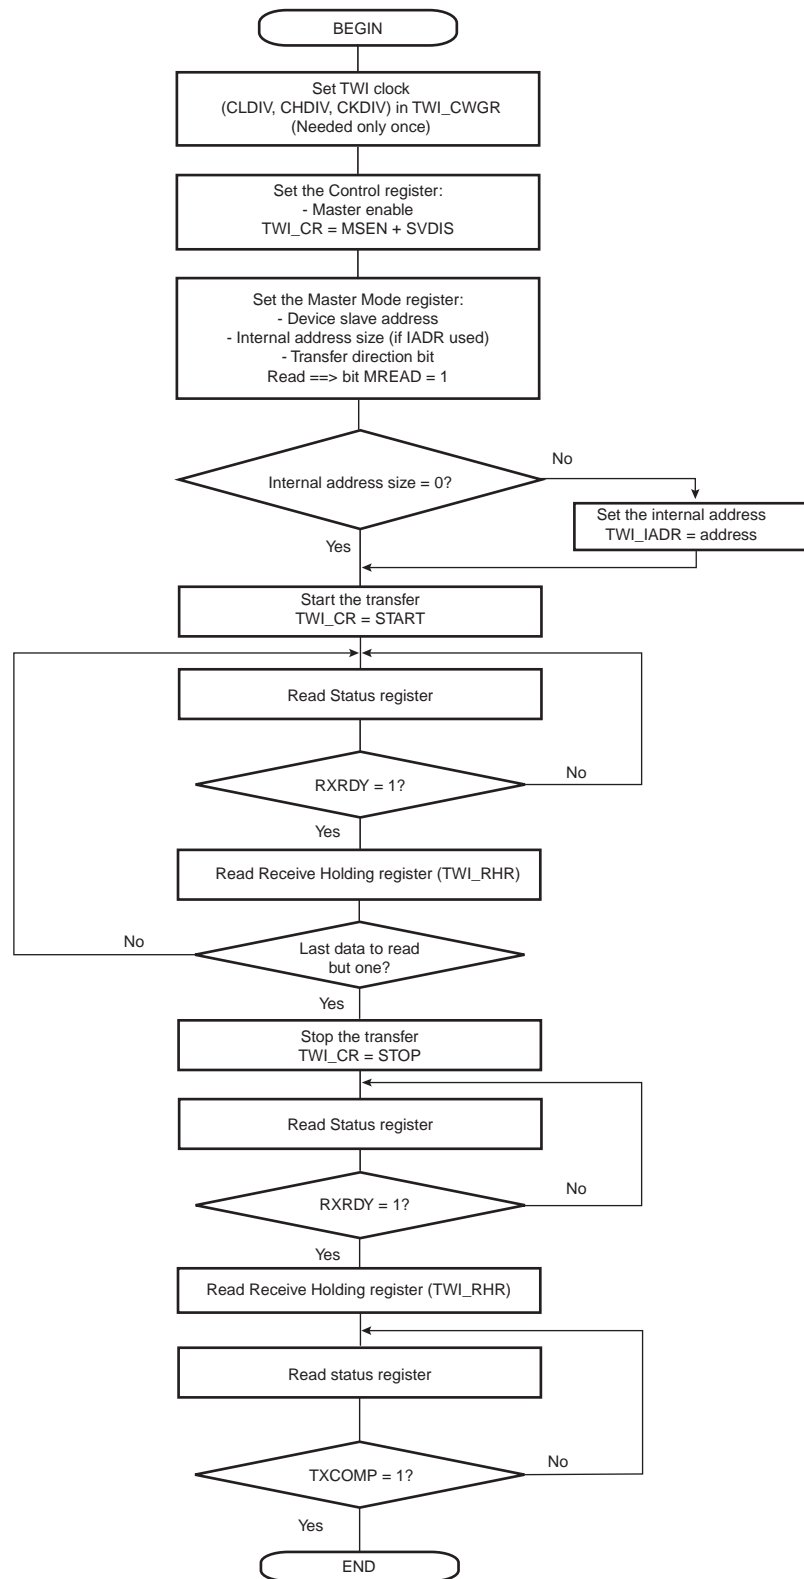 BEGIN
Set TWI clock
(CLDIV, CHDIV, CKDIV) in TWI_CWGR
(Needed only once)
Set the Control register:
- Master enable
TWI_CR = MSEN + SVDIS
Set the Master Mode register:
- Device slave address
- Internal address size (if IADR used)
- Transfer direction bit
Read ==> bit MREAD = 1
Internal address size = 0?
No
Set the internal address
TWI_IADR = address
Yes
Start the transfer
TWI_CR = START
Read Status register
RXRDY = 1?
No
Yes
Read Receive Holding register (TWI_RHR)
No
Last data to read
but one?
Yes
Stop the transfer
TWI_CR = STOP
Read Status register
RXRDY = 1?
No
Yes
Read Receive Holding register (TWI_RHR)
Read status register
TXCOMP = 1?
No
Yes
END